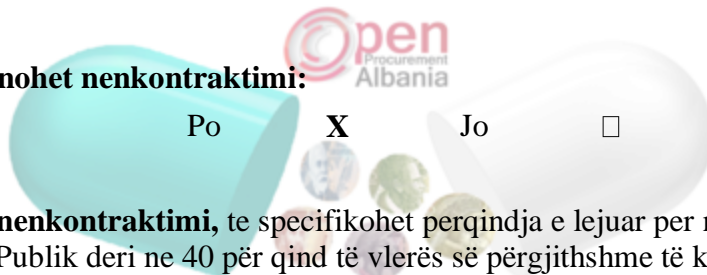 Open
Procurement
Albania
nohet nenkontraktimi:
Po X Jo □
nenkontraktimi, te specifikohet perqindja e lejuar per
Publik deri ne 40 për qind të vlerës së përgjithshme të